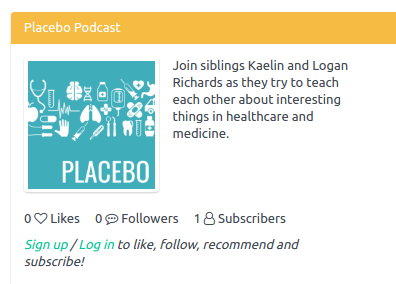 Placebo Podcast
Join siblings Kaelin and Logan
Richards as they try to teach
each other about interesting
things in healthcare and
medicine.
PLACEBO
0 Likes 0 Followers 1 Subscribers
Sign up / Log in to like, follow, recommend and
subscribe!